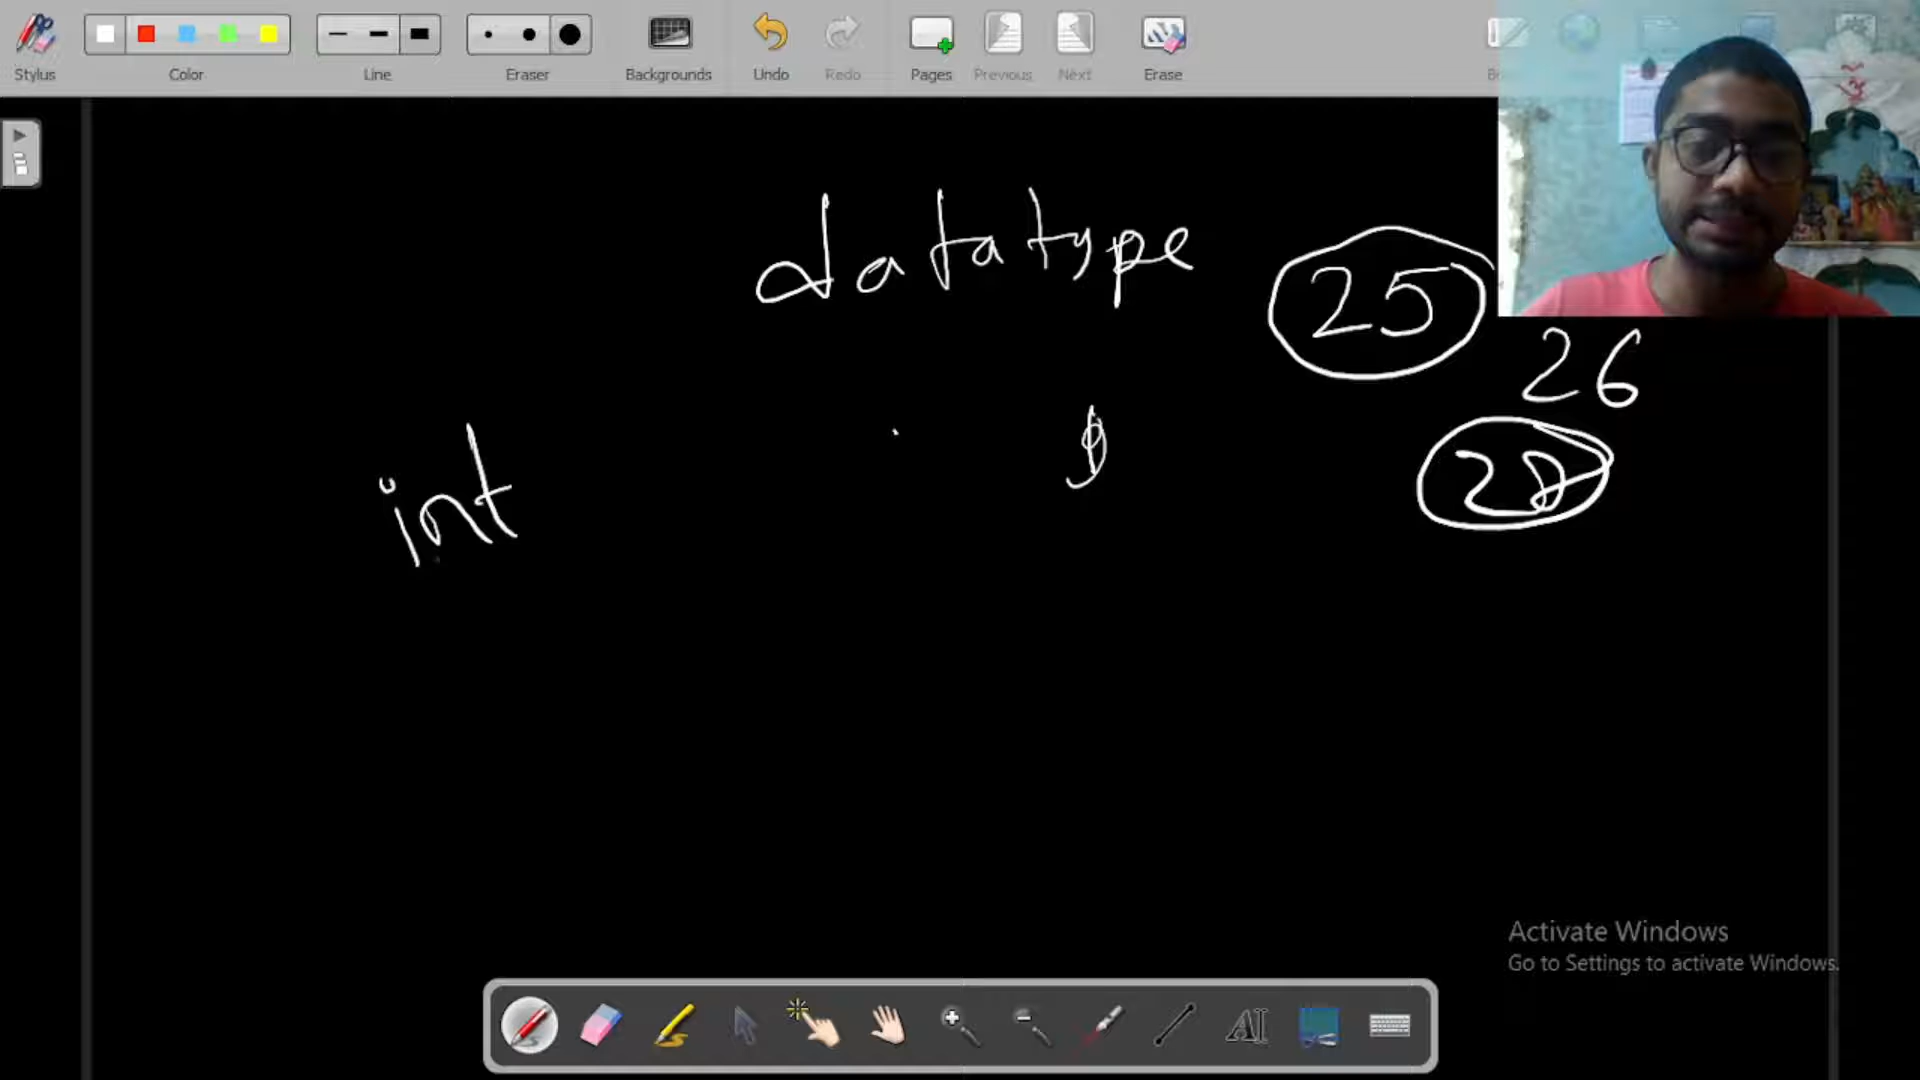 Stylus
Color
Line
Eraser
Backgrounds
Undo
Redo
Pages
Previous
Next
Erase
datatype
25
26
28
int
Activate Windows
Go to Settings to activate Windows.